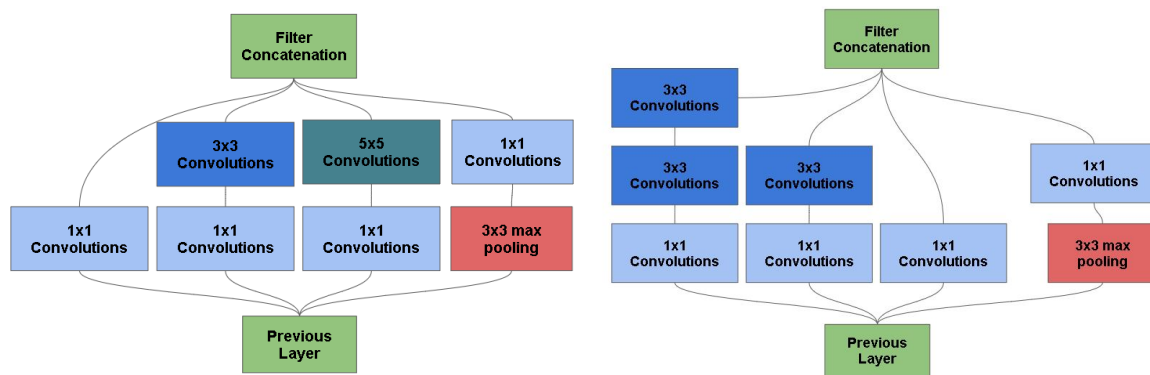 Filter
Concatenation
3x3
Convolutions
5x5
Convolutions
1x1
Convolutions
1x1
Convolutions
1x1
Convolutions
1x1
Convolutions
3x3 max
pooling
Previous
Layer
Filter
Concatenation
3x3
Convolutions
3x3
Convolutions
3x3
Convolutions
1x1
Convolutions
1x1
Convolutions
1x1
Convolutions
1x1
Convolutions
3x3 max
pooling
Previous
Layer